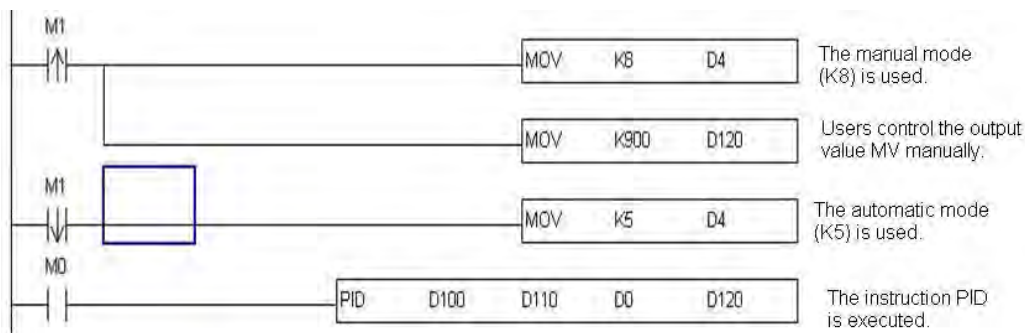 M1
MOV K8 D4
The manual mode
(K8) is used.
MOV K900 D120
Users control the output
value MV manually.
M1
MOV K5 D4
The automatic mode
(K5) is used.
M0
PID D100 D110 D0 D120
The instruction PID
is executed.